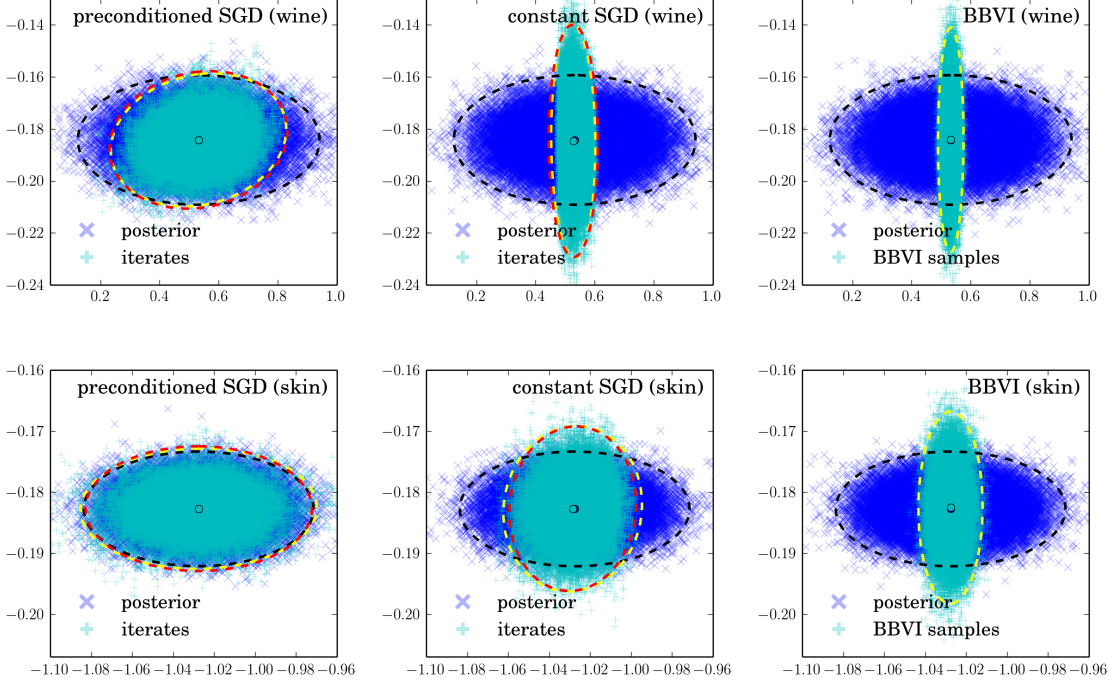 preconditioned SGD (wine)
−0.14
−0.16
−0.18
−0.20
−0.22
−0.24
posterior
iterates
0.2 0.4 0.6 0.8 1.0
constant SGD (wine)
−0.14
−0.16
−0.18
−0.20
−0.22
−0.24
posterior
iterates
0.2 0.4 0.6 0.8 1.0
BBVI (wine)
−0.14
−0.16
−0.18
−0.20
−0.22
−0.24
posterior
BBVI samples
0.2 0.4 0.6 0.8 1.0
−0.16
preconditioned SGD (skin)
−0.17
−0.18
−0.19
−0.20
posterior
iterates
−1.10 −1.08 −1.06 −1.04 −1.02 −1.00 −0.98 −0.96
−0.16
constant SGD (skin)
−0.17
−0.18
−0.19
−0.20
posterior
iterates
−1.10 −1.08 −1.06 −1.04 −1.02 −1.00 −0.98 −0.96
−0.16
BBVI (skin)
−0.17
−0.18
−0.19
−0.20
posterior
BBVI samples
−1.10 −1.08 −1.06 −1.04 −1.02 −1.00 −0.98 −0.96